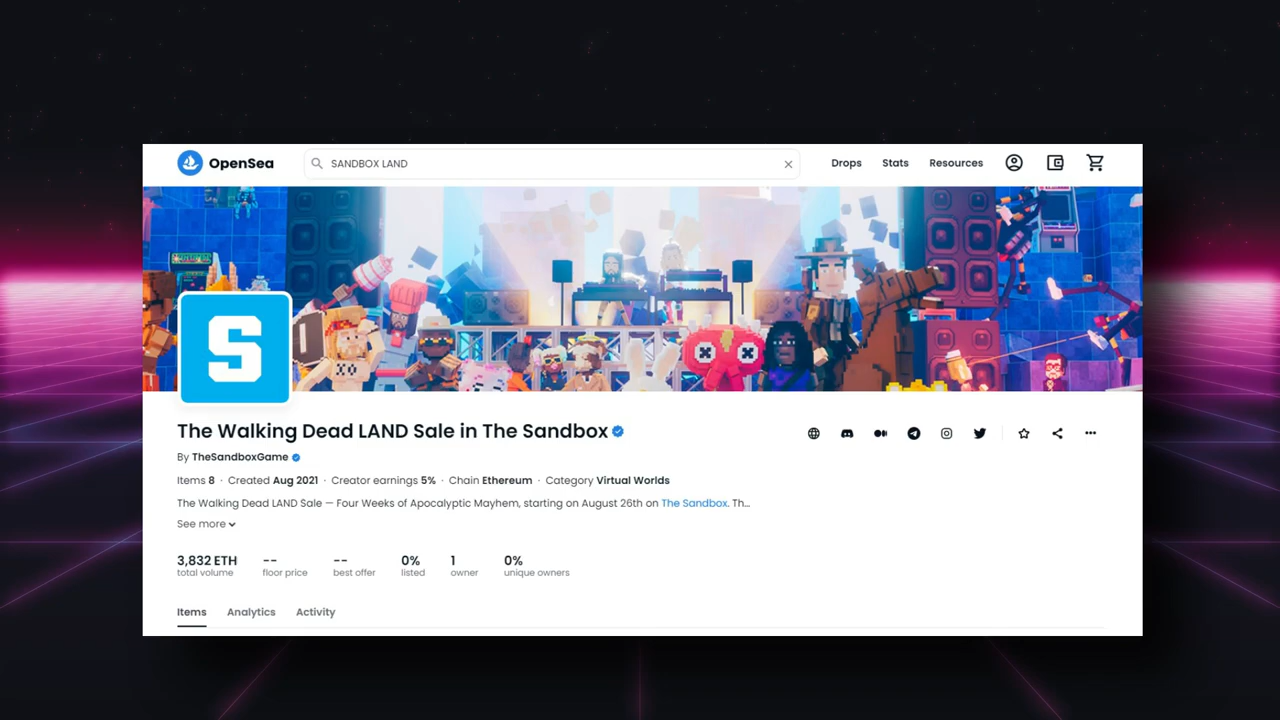 OpenSea SANDBOX LAND Drops Stats Resources
S
The Walking Dead LAND Sale in The Sandbox
By TheSandboxGame
Items 8 · Created Aug 2021 · Creator earnings 5% · Chain Ethereum · Category Virtual Worlds
The Walking Dead LAND Sale — Four Weeks of Apocalyptic Mayhem, starting on August 26th on The Sandbox. Th...
See more
3,832 ETH -- -- 0% 1 0%
total volume floor price best offer listed owner unique owners
Items Analytics Activity